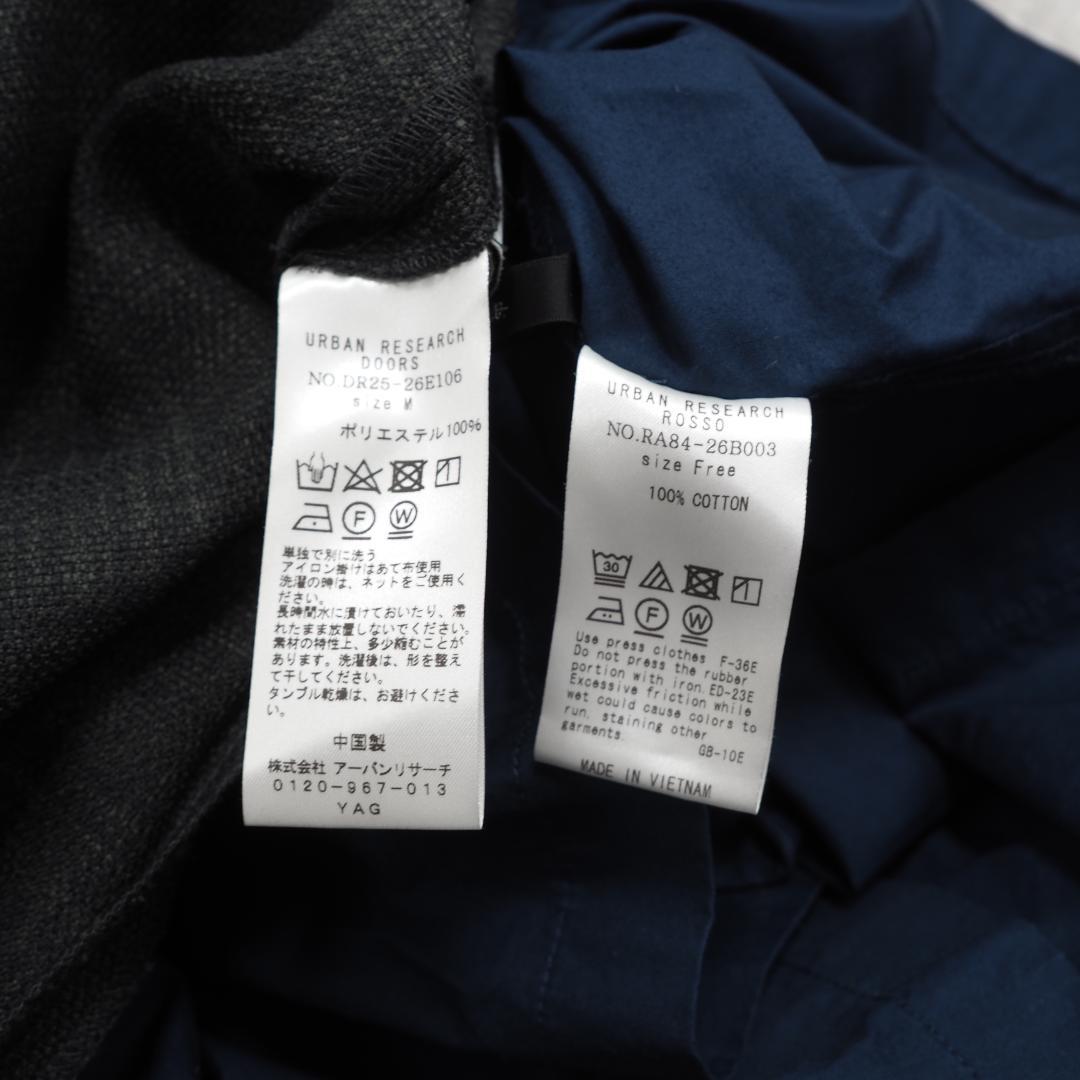 URBAN RESEARCH
DOORS
NO.DR25-26E106
size M
ポリエステル100%
F W
単独で別に洗う
アイロン掛けはあて布使用
洗濯の時は、ネットをご使用く
ださい。
長時間水に漬けておいたり、濡
れたまま放置しないでください。
素材の特性上、多少縮むことが
あります。洗濯後は、形を整え
て干してください。
タンブル乾燥は、お避けくださ
い。
中国製
株式会社 アーバンリサーチ
0120-967-013
YAG
URBAN RESEARCH
ROSSO
NO.RA84-26B003
size Free
100% COTTON
30
F W
Use press clothes F-36E
Do not press the rubber
portion with iron. ED-23E
Excessive friction while
wet could cause colors to
run, staining other
garments. GB-10E
MADE IN VIETNAM